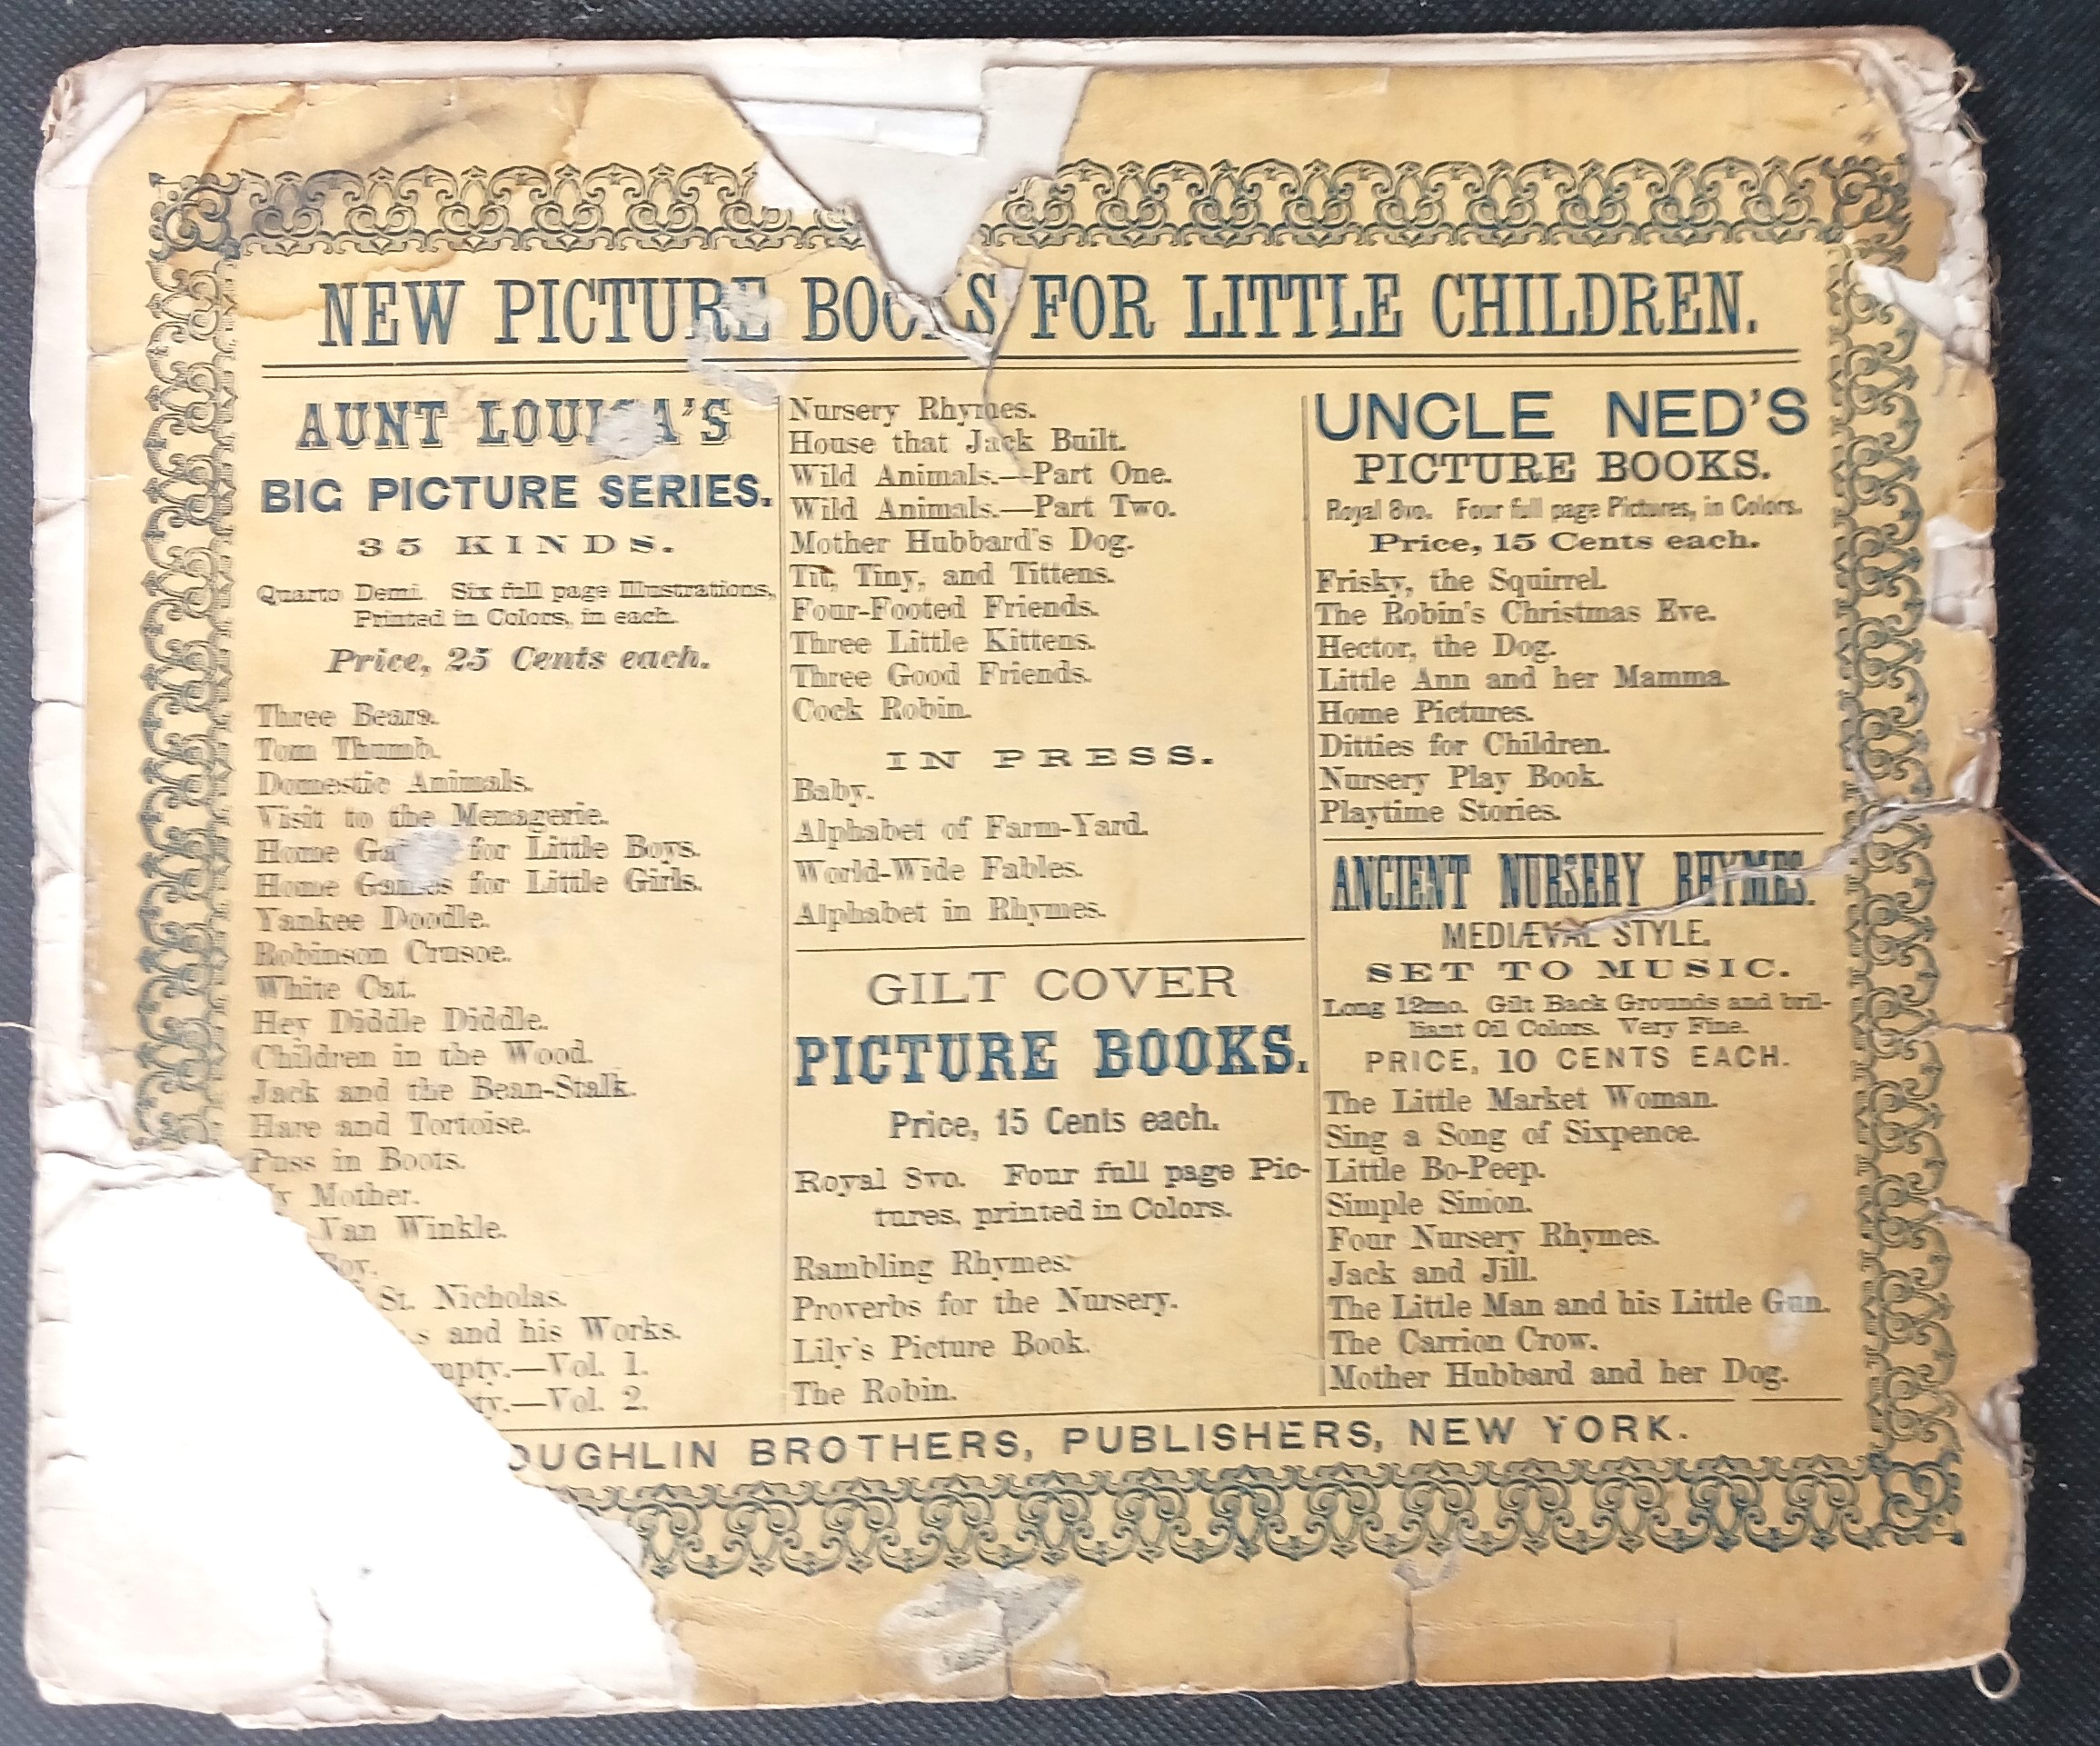 NEW PICTURE BOOKS FOR LITTLE CHILDREN.
AUNT LOUISA'S
BIG PICTURE SERIES.
35 KINDS.
Quarto Demi. Six full page Illustrations,
Printed in Colors, in each.
Price, 25 Cents each.
Three Bears.
Tom Thumb.
Domestic Animals.
Visit to the Menagerie.
Home Games for Little Boys.
Home Games for Little Girls.
Yankee Doodle.
Robinson Crusoe.
White Cat.
Hey Diddle Diddle.
Children in the Wood.
Jack and the Bean-Stalk.
Hare and Tortoise.
Puss in Boots.
My Mother.
Van Winkle.
Boy.
St. Nicholas.
and his Works.
mpty.—Vol. 1.
ty.—Vol. 2.
Nursery Rhymes.
House that Jack Built.
Wild Animals.—Part One.
Wild Animals.—Part Two.
Mother Hubbard's Dog.
Tit, Tiny, and Tittens.
Four-Footed Friends.
Three Little Kittens.
Three Good Friends.
Cock Robin.
IN PRESS.
Baby.
Alphabet of Farm-Yard.
World-Wide Fables.
Alphabet in Rhymes.
GILT COVER
PICTURE BOOKS.
Price, 15 Cents each.
Royal 8vo. Four full page Pic-
tures, printed in Colors.
Rambling Rhymes.
Proverbs for the Nursery.
Lily's Picture Book.
The Robin.
UNCLE NED'S
PICTURE BOOKS.
Royal 8vo. Four full page Pictures, in Colors.
Price, 15 Cents each.
Frisky, the Squirrel.
The Robin's Christmas Eve.
Hector, the Dog.
Little Ann and her Mamma.
Home Pictures.
Ditties for Children.
Nursery Play Book.
Playtime Stories.
ANCIENT NURSERY RHYMES.
MEDIÆVAL STYLE,
SET TO MUSIC.
Long 12mo. Gilt Back Grounds and bril-
liant Oil Colors. Very Fine.
PRICE, 10 CENTS EACH.
The Little Market Woman.
Sing a Song of Sixpence.
Little Bo-Peep.
Simple Simon.
Four Nursery Rhymes.
Jack and Jill.
The Little Man and his Little Gun.
The Carrion Crow.
Mother Hubbard and her Dog.
OUGHLIN BROTHERS, PUBLISHERS, NEW YORK.